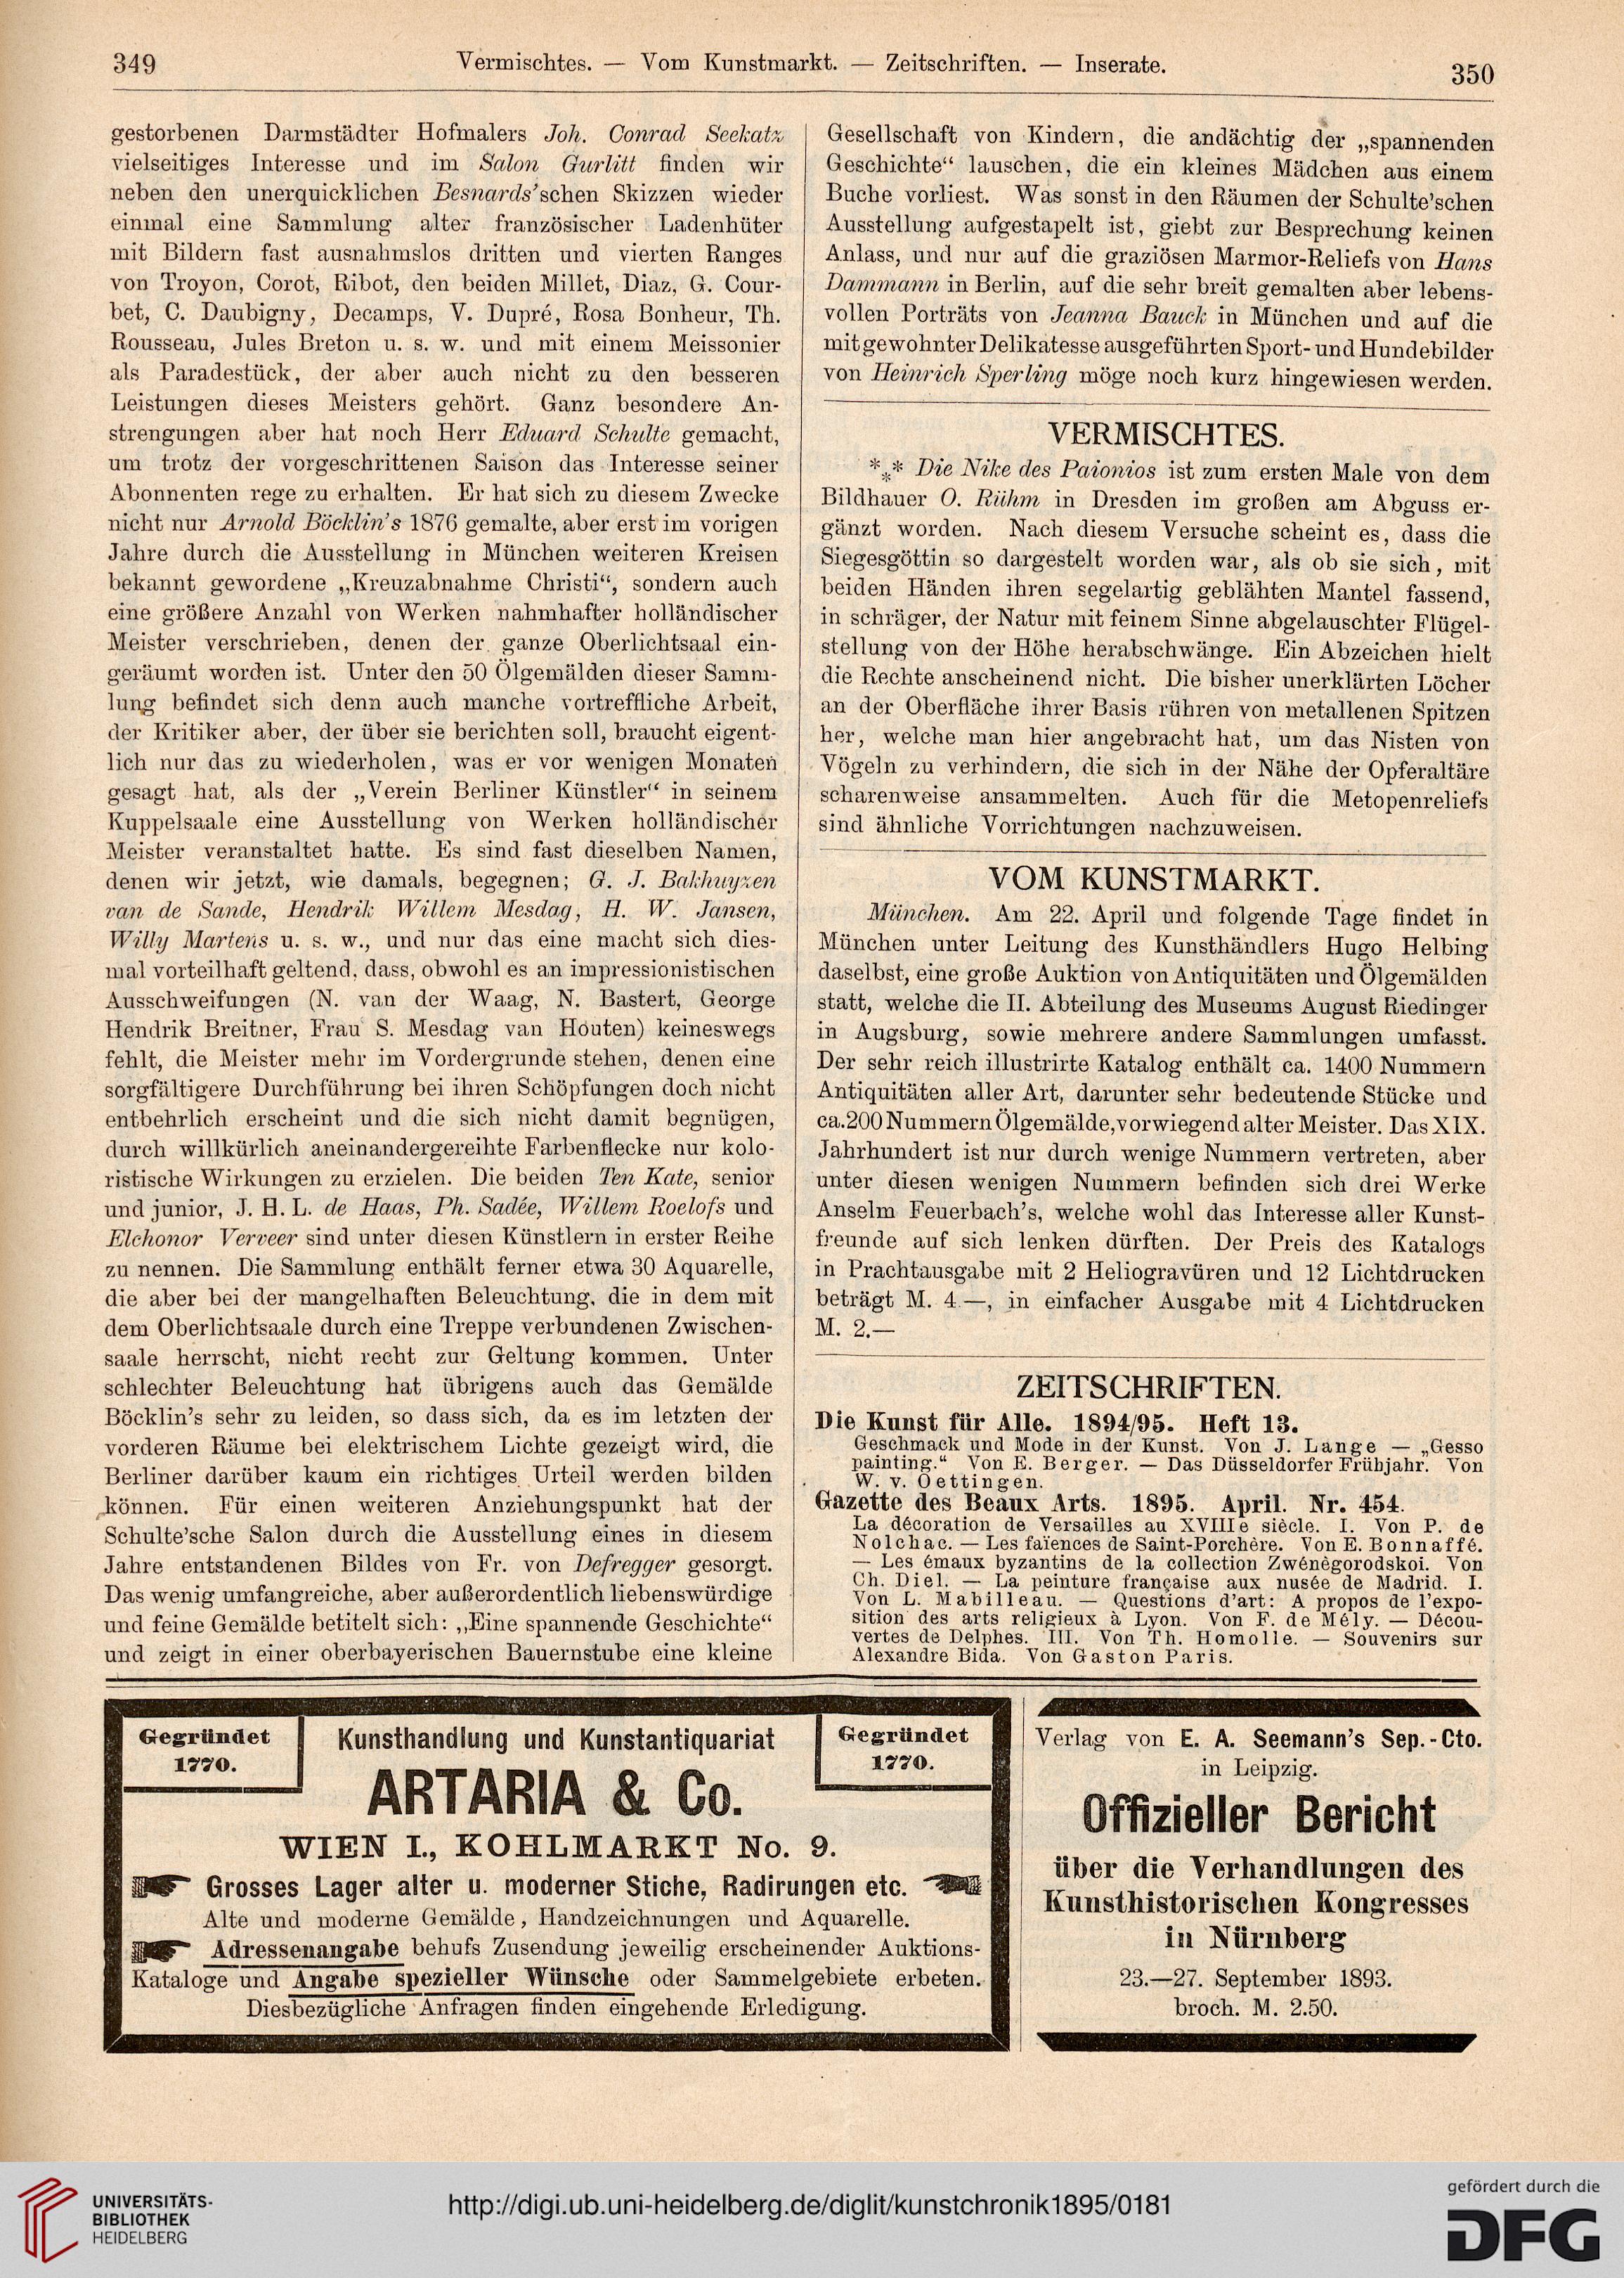 349
Vermischtes. — Vom Kunstmarkt. — Zeitschriften. — Inserate.
350
gestorbenen Darmstädter Hofmalers Joh. Conrad Seekatz
vielseitiges Interesse und im Salon Gurlitt finden wir
neben den unerquicklichen Besnards'schen Skizzen wieder
einmal eine Sammlung alter französischer Ladenhüter
mit Bildern fast ausnahmslos dritten und vierten Ranges
von Troyon, Corot, Ribot, den beiden Millet, Diaz, G. Cour-
bet, C. Daubigny, Decamps, V. Dupré, Rosa Bonheur, Th.
Rousseau, Jules Breton u. s. w. und mit einem Meissonier
als Paradestück, der aber auch nicht zu den besseren
Leistungen dieses Meisters gehört. Ganz besondere An-
strengungen aber hat noch Herr Eduard Schulte gemacht,
um trotz der vorgeschrittenen Saison das Interesse seiner
Abonnenten rege zu erhalten. Er hat sich zu diesem Zwecke
nicht nur Arnold Böcklin's 1876 gemalte, aber erst im vorigen
Jahre durch die Ausstellung in München weiteren Kreisen
bekannt gewordene „Kreuzabnahme Christi“, sondern auch
eine größere Anzahl von Werken nahmhafter holländischer
Meister verschrieben, denen der ganze Oberlichtsaal ein-
geräumt worden ist. Unter den 50 Ölgemälden dieser Samm-
lung befindet sich denn auch manche vortreffliche Arbeit,
der Kritiker aber, der über sie berichten soll, braucht eigent-
lich nur das zu wiederholen, was er vor wenigen Monaten
gesagt hat, als der „Verein Berliner Künstler“ in seinem
Kuppelsaale eine Ausstellung von Werken holländischer
Meister veranstaltet hatte. Es sind fast dieselben Namen,
denen wir jetzt, wie damals, begegnen; G. J. Bakhuyzen
van de Sande, Hendrik Willem Mesdag, H. W. Jansen,
Willy Martens u. s. w., und nur das eine macht sich dies-
mal vorteilhaft geltend, dass, obwohl es an impressionistischen
Ausschweifungen (N. van der Waag, N. Bastert, George
Hendrik Breitner, Frau S. Mesdag van Houten) keineswegs
fehlt, die Meister mehr im Vordergrunde stehen, denen eine
sorgfältigere Durchführung bei ihren Schöpfungen doch nicht
entbehrlich erscheint und die sich nicht damit begnügen,
durch willkürlich aneinandergereihte Farbenflecke nur kolo-
ristische Wirkungen zu erzielen. Die beiden Ten Kate, senior
und junior, J. H. L. de Haas, Ph. Sadée, Willem Roelofs und
Elchonor Verveer sind unter diesen Künstlern in erster Reihe
zu nennen. Die Sammlung enthält ferner etwa 30 Aquarelle,
die aber bei der mangelhaften Beleuchtung, die in dem mit
dem Oberlichtsaale durch eine Treppe verbundenen Zwischen-
saale herrscht, nicht recht zur Geltung kommen. Unter
schlechter Beleuchtung hat übrigens auch das Gemälde
Böcklin's sehr zu leiden, so dass sich, da es im letzten der
vorderen Räume bei elektrischem Lichte gezeigt wird, die
Berliner darüber kaum ein richtiges Urteil werden bilden
können. Für einen weiteren Anziehungspunkt hat der
Schulte'sche Salon durch die Ausstellung eines in diesem
Jahre entstandenen Bildes von Fr. von Defregger gesorgt.
Das wenig umfangreiche, aber außerordentlich liebenswürdige
und feine Gemälde betitelt sich: „Eine spannende Geschichte“
und zeigt in einer oberbayerischen Bauernstube eine kleine
Gesellschaft von Kindern, die andächtig der „spannenden
Geschichte“ lauschen, die ein kleines Mädchen aus einem
Buche vorliest. Was sonst in den Räumen der Schulte'schen
Ausstellung aufgestapelt ist, giebt zur Besprechung keinen
Anlass, und nur auf die graziösen Marmor-Reliefs von Hans
Dammann in Berlin, auf die sehr breit gemalten aber lebens-
vollen Porträts von Jeanna Bauck in München und auf die
mit gewohnter Delikatesse ausgeführten Sport- und Hundebilder
von Heinrich Sperling möge noch kurz hingewiesen werden.
VERMISCHTES.
*** Die Nike des Paionios ist zum ersten Male von dem
Bildhauer O. Rühm in Dresden im großen am Abguss er-
gänzt worden. Nach diesem Versuche scheint es, dass die
Siegesgöttin so dargestelt worden war, als ob sie sich, mit
beiden Händen ihren segelartig geblähten Mantel fassend,
in schräger, der Natur mit feinem Sinne abgelauschter Flügel-
stellung von der Höhe herabschwänge. Ein Abzeichen hielt
die Rechte anscheinend nicht. Die bisher unerklärten Löcher
an der Oberfläche ihrer Basis rühren von metallenen Spitzen
her, welche man hier angebracht hat, um das Nisten von
Vögeln zu verhindern, die sich in der Nähe der Opferaltäre
scharenweise ansammelten. Auch für die Metopenreliefs
sind ähnliche Vorrichtungen nachzuweisen.
VOM KUNSTMARKT.
München. Am 22. April und folgende Tage findet in
München unter Leitung des Kunsthändlers Hugo Helbing
daselbst, eine große Auktion von Antiquitäten und Ölgemälden
statt, welche die II. Abteilung des Museums August Riedinger
in Augsburg, sowie mehrere andere Sammlungen umfasst.
Der sehr reich illustrirte Katalog enthält ca. 1400 Nummern
Antiquitäten aller Art, darunter sehr bedeutende Stücke und
ca. 200 Nummern Ölgemälde, vorwiegend alter Meister. Das XIX.
Jahrhundert ist nur durch wenige Nummern vertreten, aber
unter diesen wenigen Nummern befinden sich drei Werke
Anselm Feuerbach's, welche wohl das Interesse aller Kunst-
freunde auf sich lenken dürften. Der Preis des Katalogs
in Prachtausgabe mit 2 Heliogravüren und 12 Lichtdrucken
beträgt M. 4.—, in einfacher Ausgabe mit 4 Lichtdrucken
M. 2.—
ZEITSCHRIFTEN.
Die Kunst für Alle. 1894/95. Heft 13.
Geschmack und Mode in der Kunst. Von J. Lange — „Gesso
painting.“ Von E. Berger. — Das Düsseldorfer Frühjahr. Von
W. v. Oettingen.
Gazette des Beaux Arts. 1895. April. Nr. 454.
La décoration de Versailles au XVIIIe siècle. I. Von P. de
Nolchac. — Les faïences de Saint-Porchère. Von E. Bonnaffé.
— Les émaux byzantins de la collection Zwénègorodskoi. Von
Ch. Diel. — La peinture française aux nusée de Madrid. I.
Von L. Mabilleau. — Questions d'art: A propos de l'expo-
sition des arts religieux à Lyon. Von F. de Mély. — Décou-
vertes de Delphes. III. Von Th. Homolle. — Souvenirs sur
Alexandre Bida. Von Gaston Paris.
Gegründet
1770.
Kunsthandlung und Kunstantiquariat
Gegründet
1770.
ARTARIA & Co.
WIEN I., KOHLMARKT No. 9.
Grosses Lager alter u. moderner Stiche, Radirungen etc.
Alte und moderne Gemälde, Handzeichnungen und Aquarelle.
Adressenangabe behufs Zusendung jeweilig erscheinender Auktions-
Kataloge und Angabe spezieller Wünsche oder Sammelgebiete erbeten.
Diesbezügliche Anfragen finden eingehende Erledigung.
Verlag von E. A. Seemann's Sep.-Cto.
in Leipzig.
Offizieller Bericht
über die Verhandlungen des
Kunsthistorischen Kongresses
in Nürnberg
23.—27. September 1893.
broch. M. 2.50.
UNIVERSITÄTS-
BIBLIOTHEK
HEIDELBERG
http://digi.ub.uni-heidelberg.de/diglit/kunstchronik1895/0181
gefördert durch die
DFG